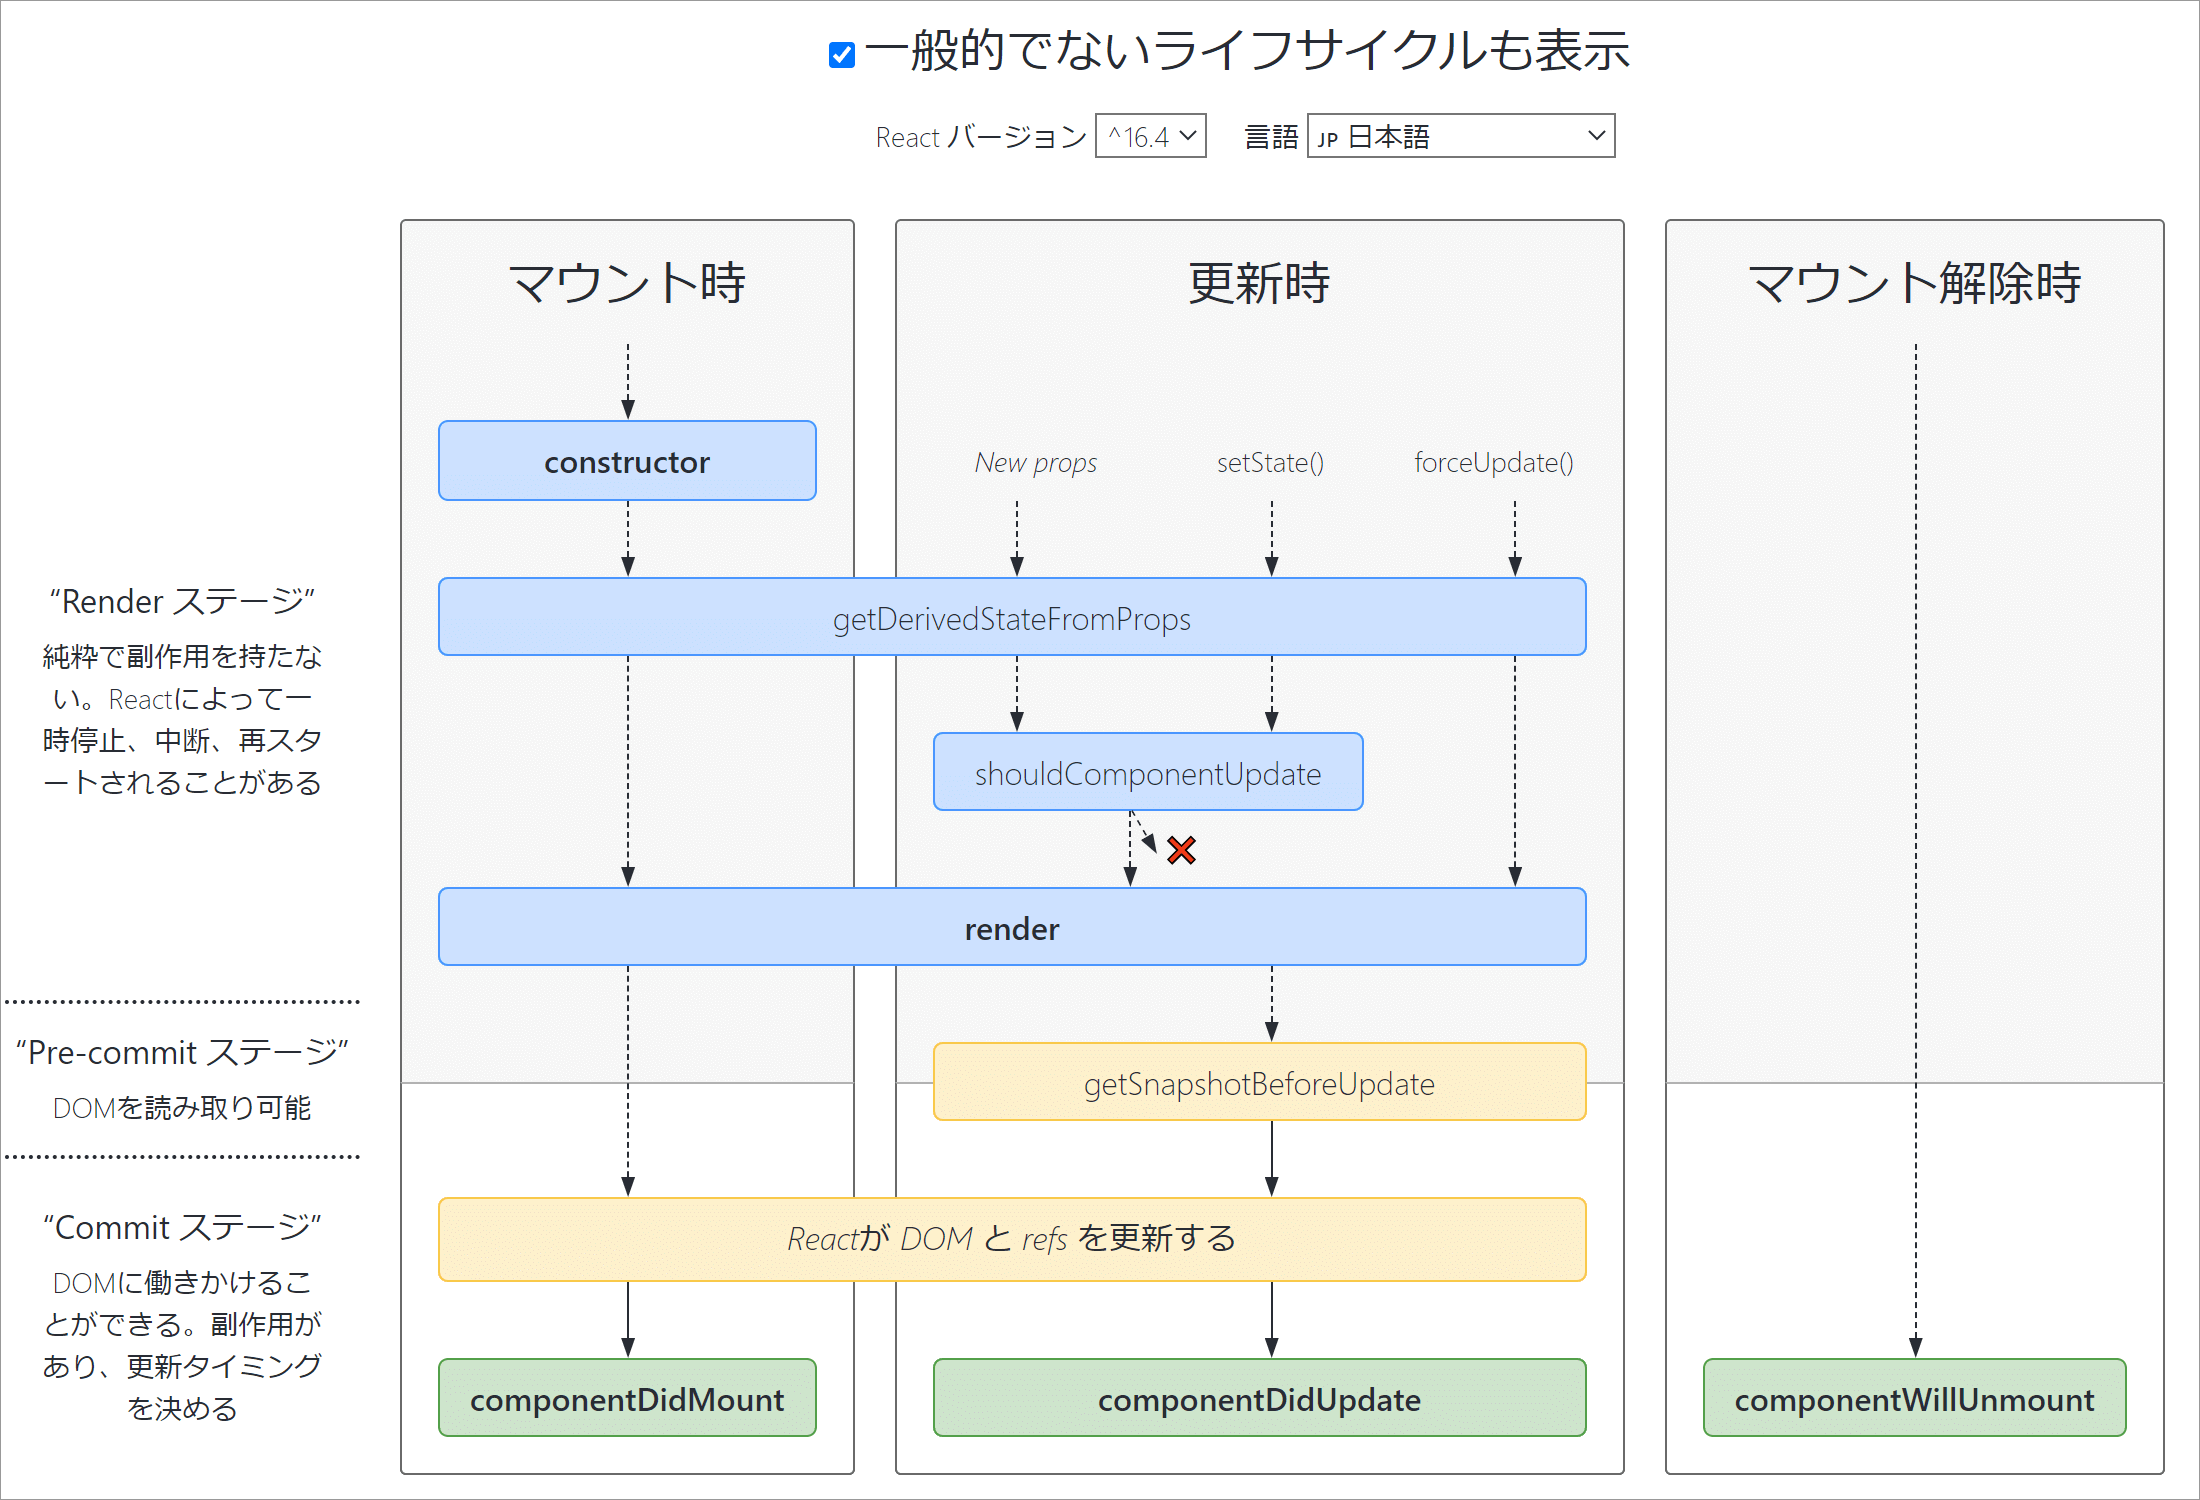 一般的でないライフサイクルも表示
React バージョン ^16.4 言語 JP 日本語
マウント時
更新時
マウント解除時
constructor
New props
setState()
forceUpdate()
“Render ステージ”
純粋で副作用を持たな
い。Reactによって一
時停止、中断、再スタ
ートされることがある
getDerivedStateFromProps
shouldComponentUpdate
render
“Pre-commit ステージ”
DOMを読み取り可能
getSnapshotBeforeUpdate
“Commit ステージ”
DOMに働きかけるこ
とができる。副作用が
あり、更新タイミング
を決める
Reactが DOM と refs を更新する
componentDidMount
componentDidUpdate
componentWillUnmount